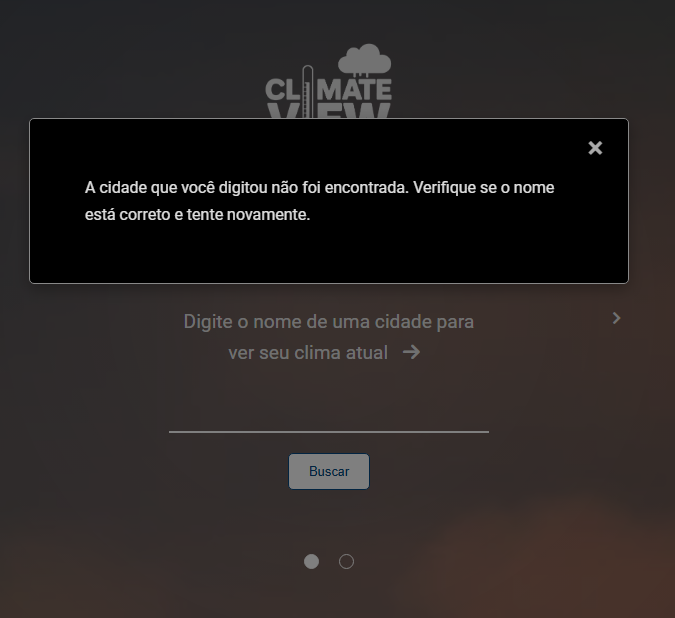 CLIMATE
VIEW
A cidade que você digitou não foi encontrada. Verifique se o nome
está correto e tente novamente.
Digite o nome de uma cidade para
ver seu clima atual
Buscar